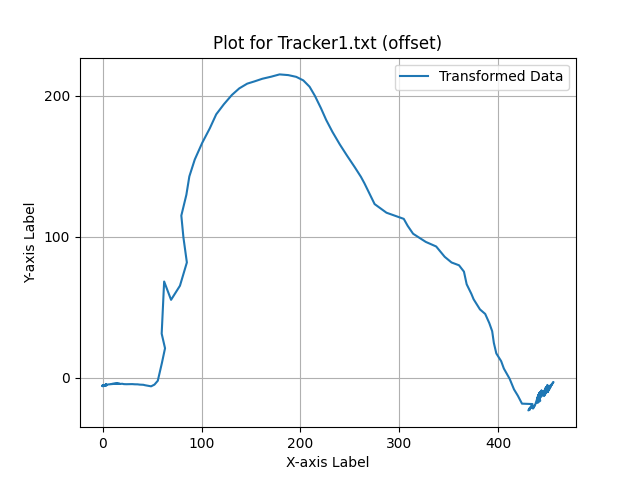 Plot for Tracker1.txt (offset)
Transformed Data
200
100
0
Y-axis Label
0 100 200 300 400
X-axis Label